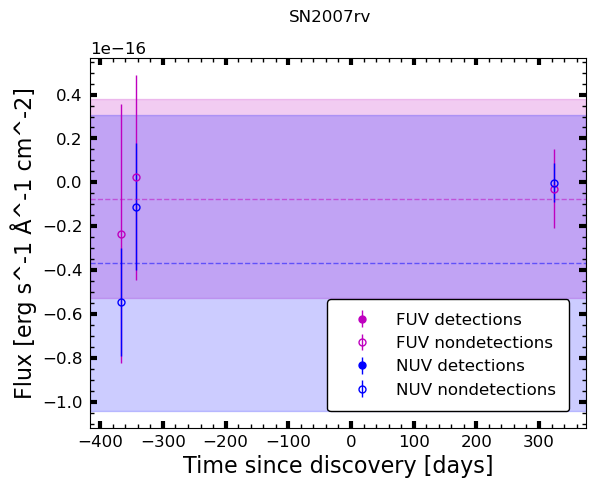 SN2007rv
1e−16
0.4
0.2
0.0
−0.2
−0.4
−0.6
−0.8
−1.0
Flux [erg s^-1 Å^-1 cm^-2]
FUV detections
FUV nondetections
NUV detections
NUV nondetections
−400 −300 −200 −100 0 100 200 300
Time since discovery [days]